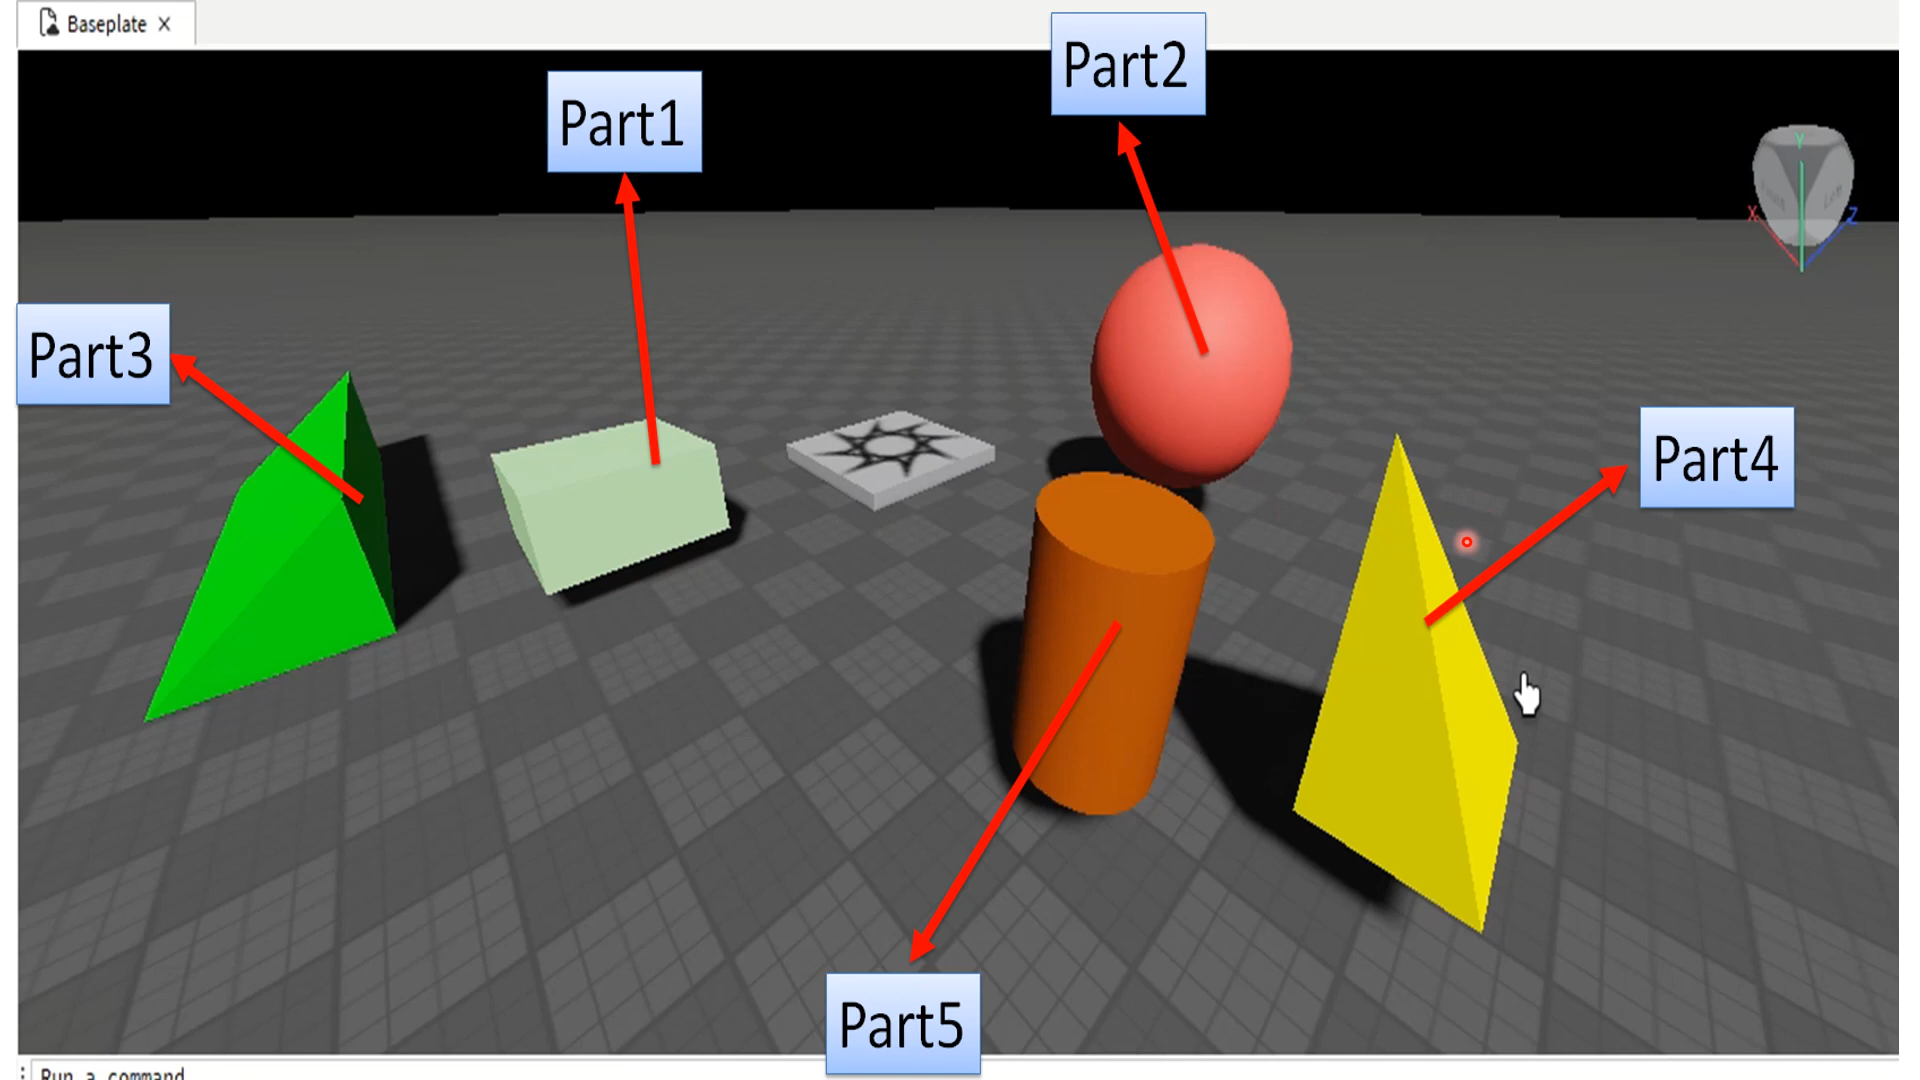 Baseplate
Part2
Part1
Y
X
Z
Part3
Part4
Part5
Run a command